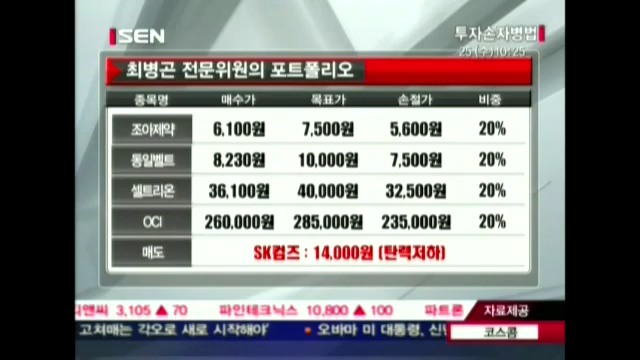 SEN
투자손자병법
25(수)10:25
최병곤 전문위원의 포트폴리오
종목명 매수가 목표가 손절가 비중
조아제약 6,100원 7,500원 5,600원 20%
동일벨트 8,230원 10,000원 7,500원 20%
셀트리온 36,100원 40,000원 32,500원 20%
OCI 260,000원 285,000원 235,000원 20%
매도 SK컴즈 : 14,000원 (탄력저하)
디앤씨 3,105 ▲70 파인테크닉스 10,800 ▲100 파트론
자료제공
고쳐매는 각오로 새로 시작해야' • 오바마 미 대통령, 신년
코스콤